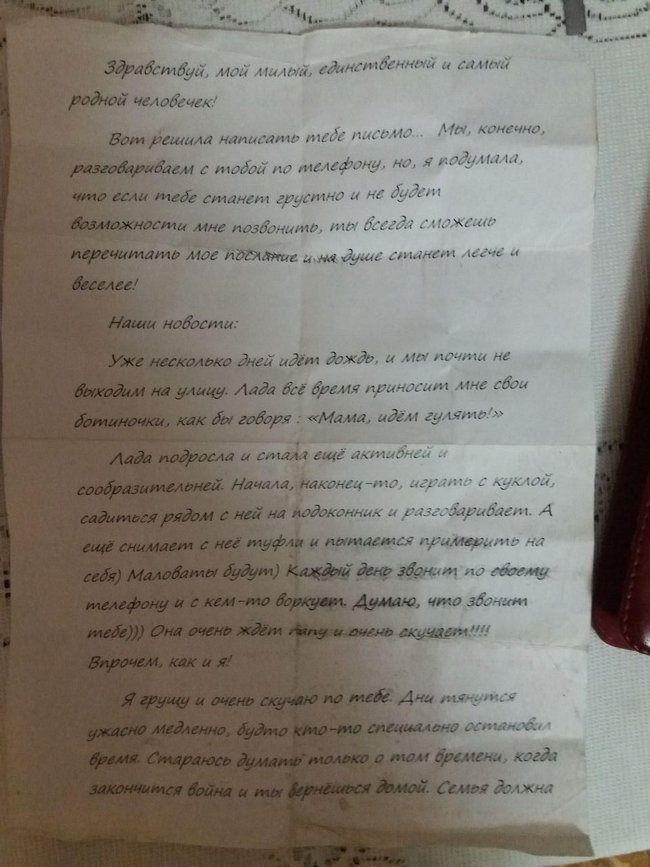 Здравствуй, мой милый, единственный и самый
родной человечек!
Вот решила написать тебе письмо... Мы, конечно,
разговариваем с тобой по телефону, но, я подумала,
что если тебе станет грустно и не будет
возможности мне позвонить, ты всегда сможешь
перечитать мое послание и на душе станет легче и
веселее!
Наши новости:
Уже несколько дней идёт дождь, и мы почти не
выходим на улицу. Лада всё время приносит мне свои
ботиночки, как бы говоря : «Мама, идём гулять!»
Лада подросла и стала ещё активней и
сообразительней. Начала, наконец-то, играть с куклой,
садиться рядом с ней на подоконник и разговаривает. А
ещё снимает с неё туфли и пытается примерить на
себя) Маловаты будут) Каждый день звонит по своему
телефону и с кем-то воркует. Думаю, что звонит
тебе))) Она очень ждёт папу и очень скучает!!!!
Впрочем, как и я!
Я грущу и очень скучаю по тебе. Дни тянутся
ужасно медленно, будто кто-то специально остановил
время. Стараюсь думать только о том времени, когда
закончится война и ты вернёшься домой. Семья должна